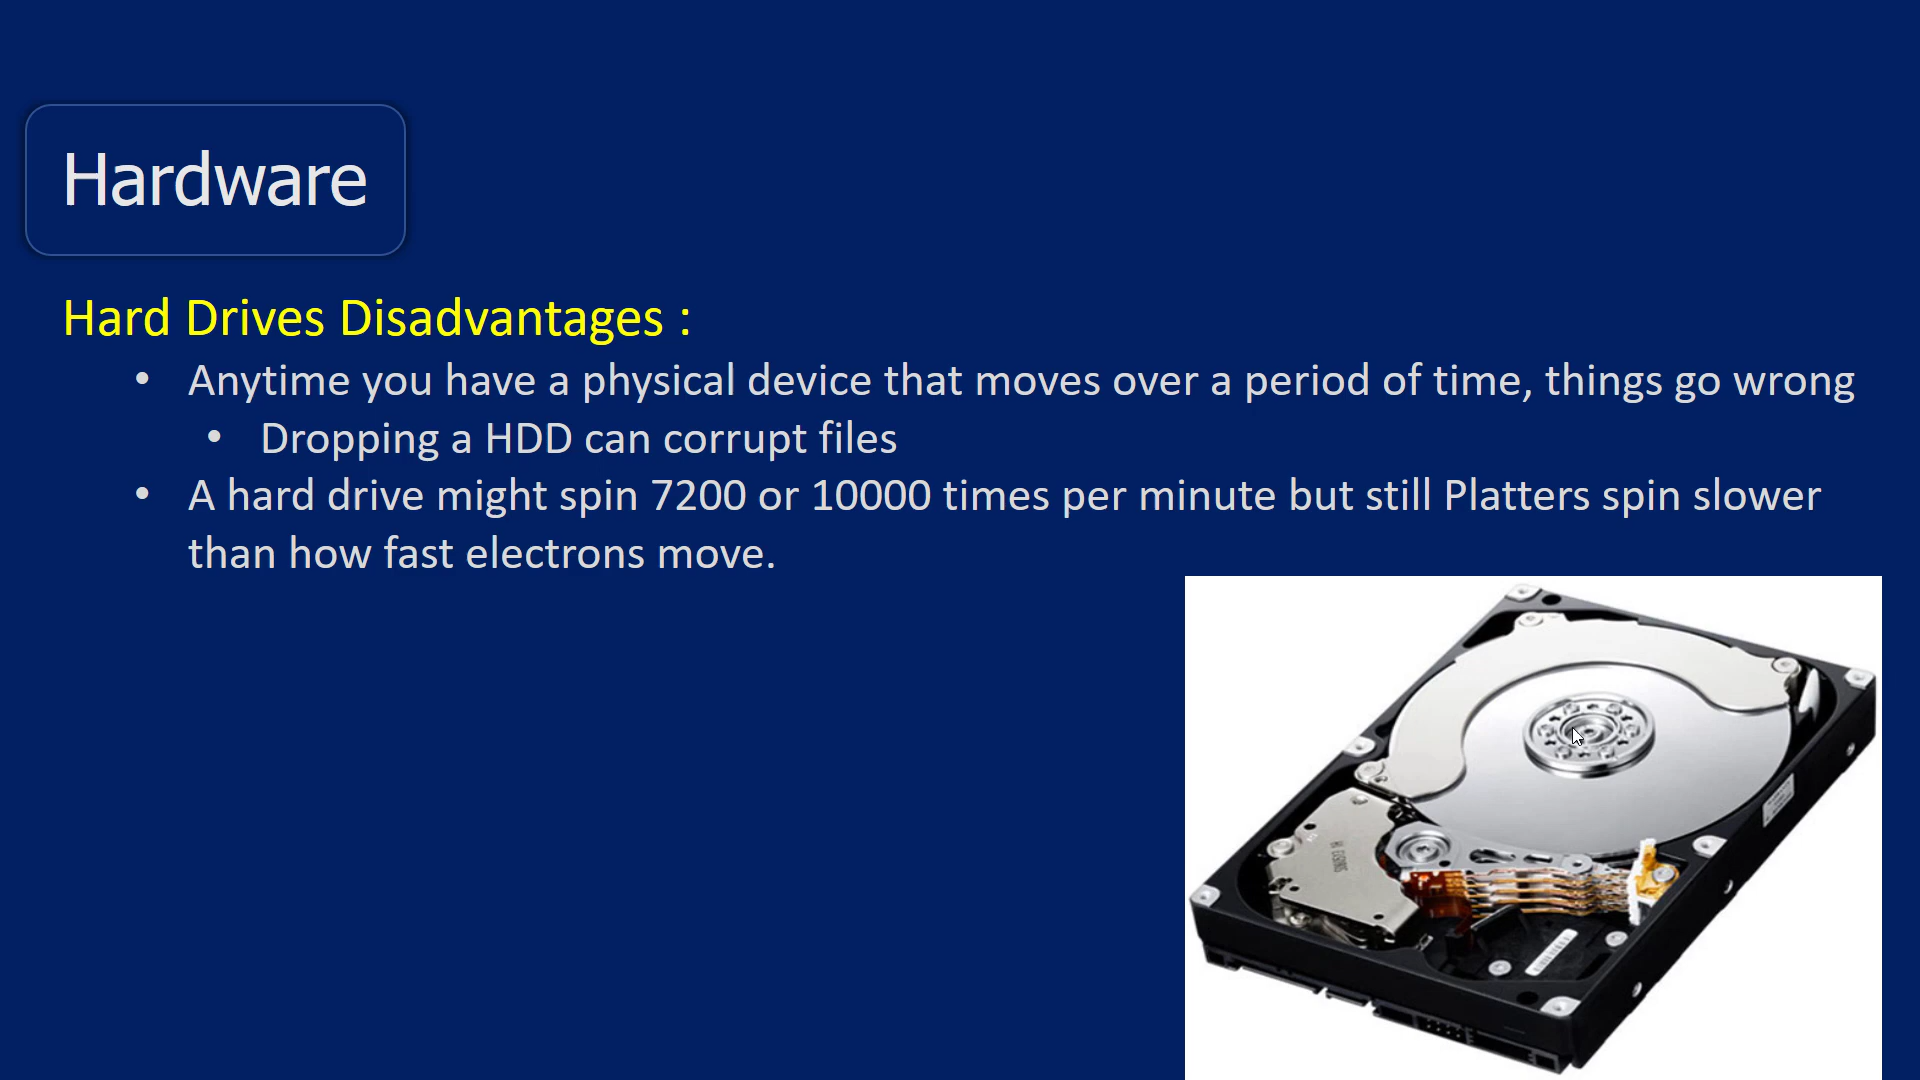 Hardware
Hard Drives Disadvantages :
• Anytime you have a physical device that moves over a period of time, things go wrong
• Dropping a HDD can corrupt files
• A hard drive might spin 7200 or 10000 times per minute but still Platters spin slower
than how fast electrons move.